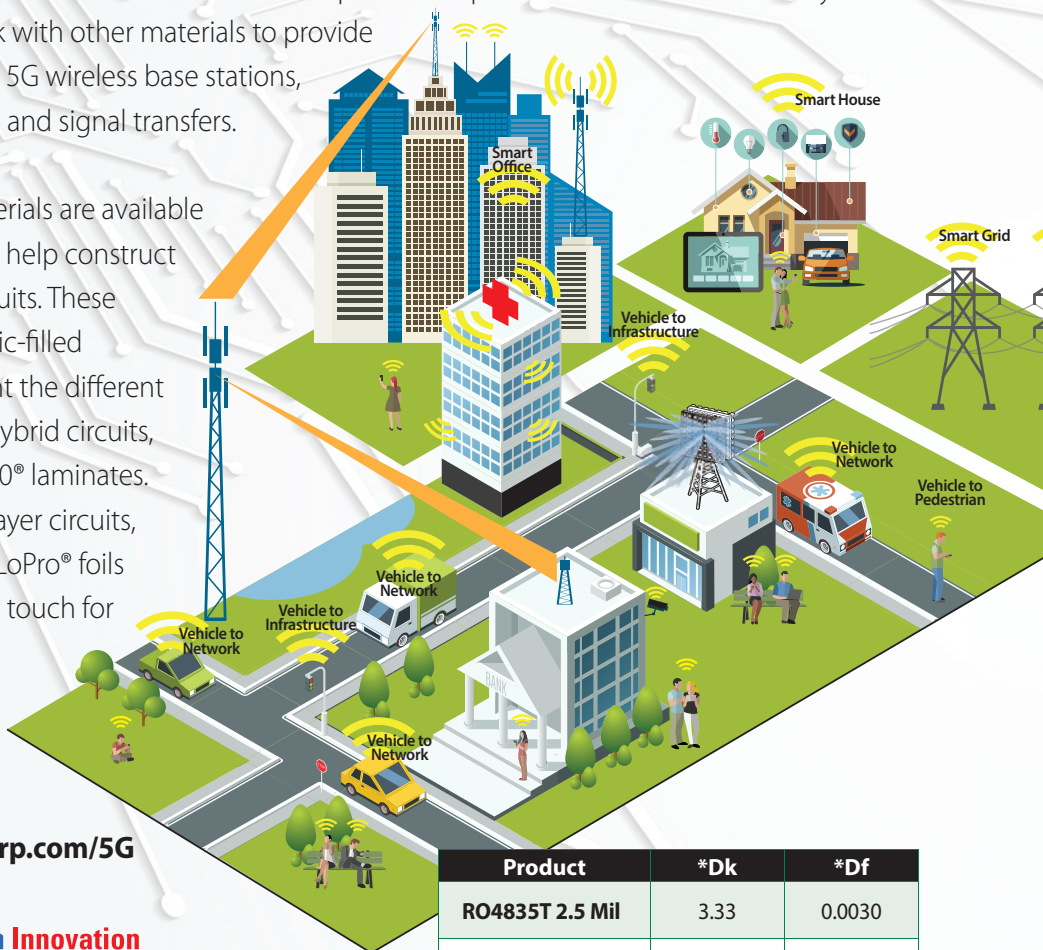 k with other materials to provide
5G wireless base stations,
and signal transfers.
erials are available
help construct
uits. These
ic-filled
nt the different
ybrid circuits,
0® laminates.
ayer circuits,
LoPro® foils
touch for
rp.com/5G
Innovation
Smart House
Smart
Office
Smart Grid
Vehicle to
Infrastructure
Vehicle to
Network
Vehicle to
Pedestrian
Vehicle to
Network
Vehicle to
Infrastructure
Vehicle to
Network
BANK
Vehicle to
Network
Product *Dk *Df
RO4835T 2.5 Mil 3.33 0.0030